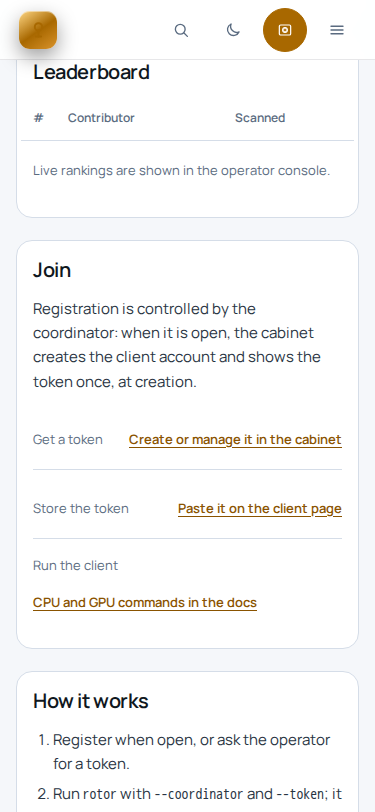 Leaderboard
# Contributor Scanned
Live rankings are shown in the operator console.
Join
Registration is controlled by the
coordinator: when it is open, the cabinet
creates the client account and shows the
token once, at creation.
Get a token Create or manage it in the cabinet
Store the token Paste it on the client page
Run the client
CPU and GPU commands in the docs
How it works
1. Register when open, or ask the operator
for a token.
2. Run rotor with --coordinator and --token; it